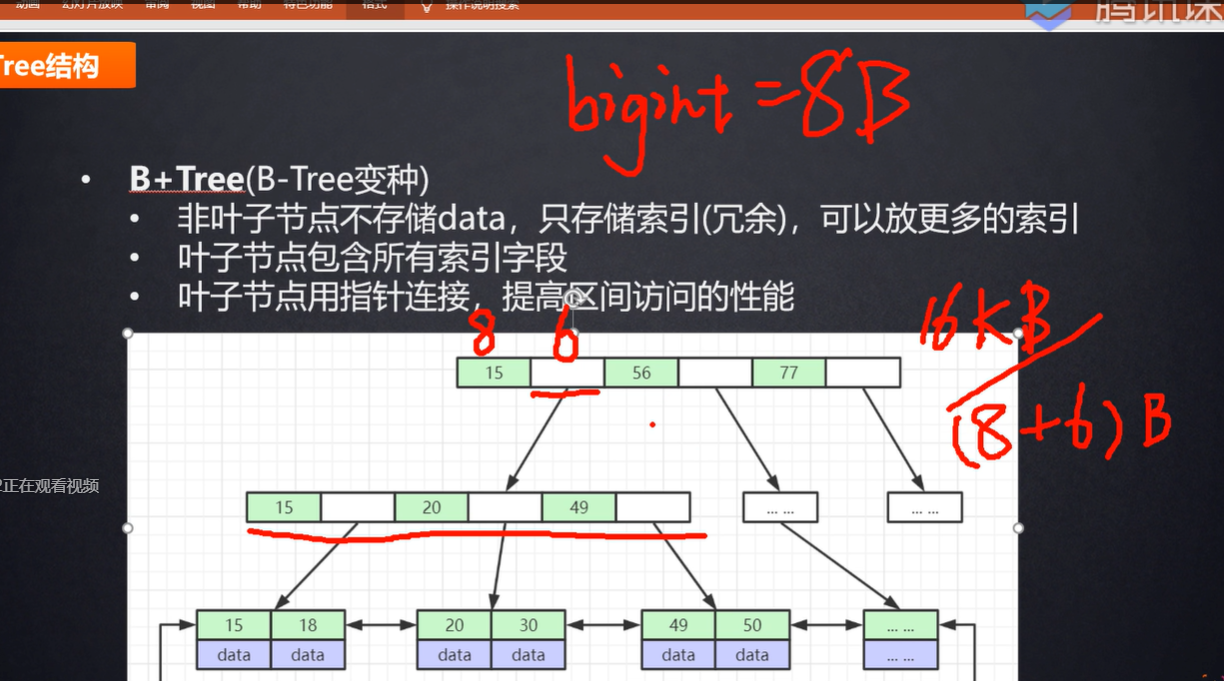 动画 幻灯片放映 审阅 视图 帮助 特色功能 格式 操作说明搜索
腾讯课
Tree结构
bigint=8B
B+Tree(B-Tree变种)
非叶子节点不存储data，只存储索引(冗余)，可以放更多的索引
叶子节点包含所有索引字段
叶子节点用指针连接，提高区间访问的性能
16KB
8 6
15 56 77
(8+6)B
正在观看视频
15 20 49 ... ... ... ...
15 18 20 30 49 50 ... ...
data data data data data data ... ...